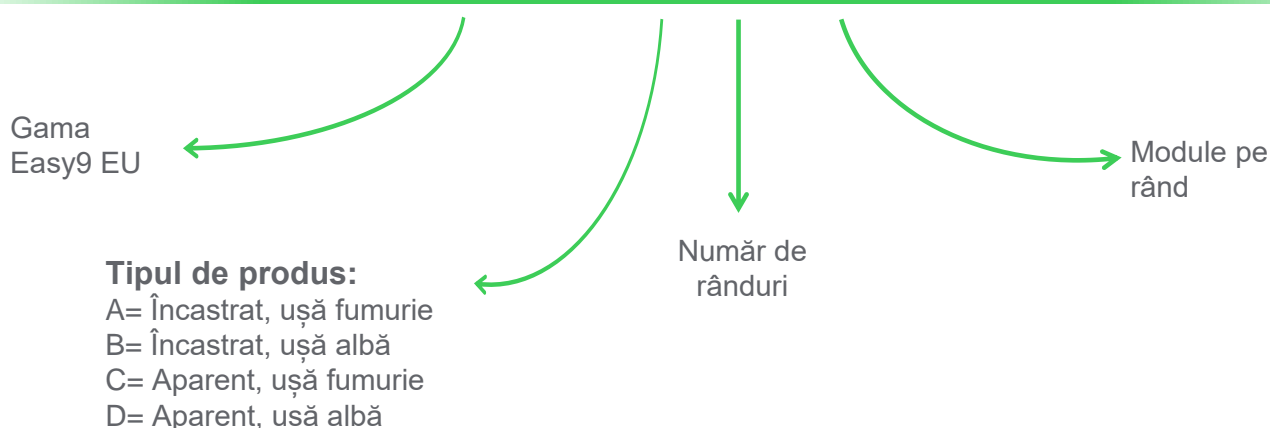 Gama
Easy9 EU
Module pe
rând
Număr de
rânduri
Tipul de produs:
A= Încastrat, ușă fumurie
B= Încastrat, ușă albă
C= Aparent, ușă fumurie
D= Aparent, ușă albă